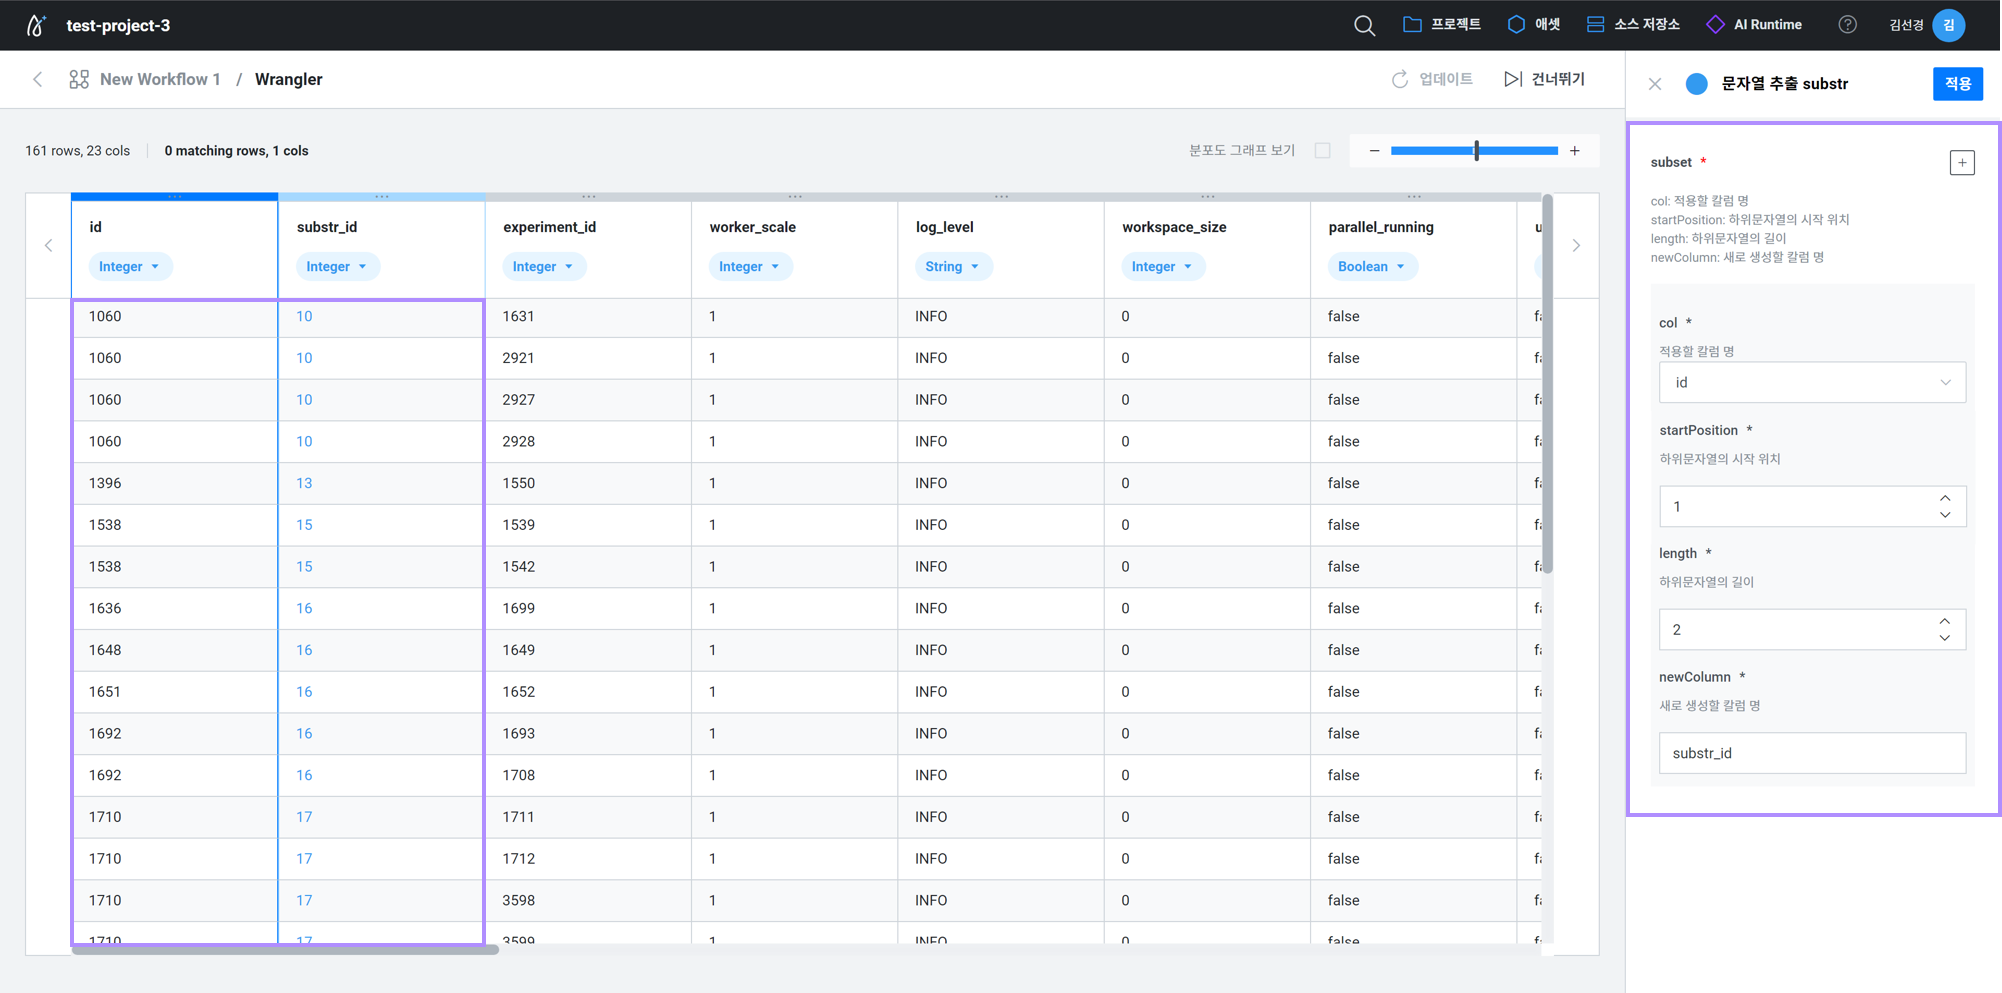 test-project-3
프로젝트
애셋
소스 저장소
AI Runtime
?
김선경
김
New Workflow 1 / Wrangler
업데이트
건너뛰기
161 rows, 23 cols
0 matching rows, 1 cols
분포도 그래프 보기
− +
id substr_id experiment_id worker_scale log_level workspace_size parallel_running u
Integer Integer Integer Integer String Integer Boolean
1060 10 1631 1 INFO 0 false
1060 10 2921 1 INFO 0 false
1060 10 2927 1 INFO 0 false
1060 10 2928 1 INFO 0 false
1396 13 1550 1 INFO 0 false
1538 15 1539 1 INFO 0 false
1538 15 1542 1 INFO 0 false
1636 16 1699 1 INFO 0 false
1648 16 1649 1 INFO 0 false
1651 16 1652 1 INFO 0 false
1692 16 1693 1 INFO 0 false
1692 16 1708 1 INFO 0 false
1710 17 1711 1 INFO 0 false
1710 17 1712 1 INFO 0 false
1710 17 3598 1 INFO 0 false
1710 17 3599 1 INFO 0 false
문자열 추출 substr
적용
subset *
+
col: 적용할 칼럼 명
startPosition: 하위문자열의 시작 위치
length: 하위문자열의 길이
newColumn: 새로 생성할 칼럼 명
col *
적용할 칼럼 명
id
startPosition *
하위문자열의 시작 위치
1
length *
하위문자열의 길이
2
newColumn *
새로 생성할 칼럼 명
substr_id